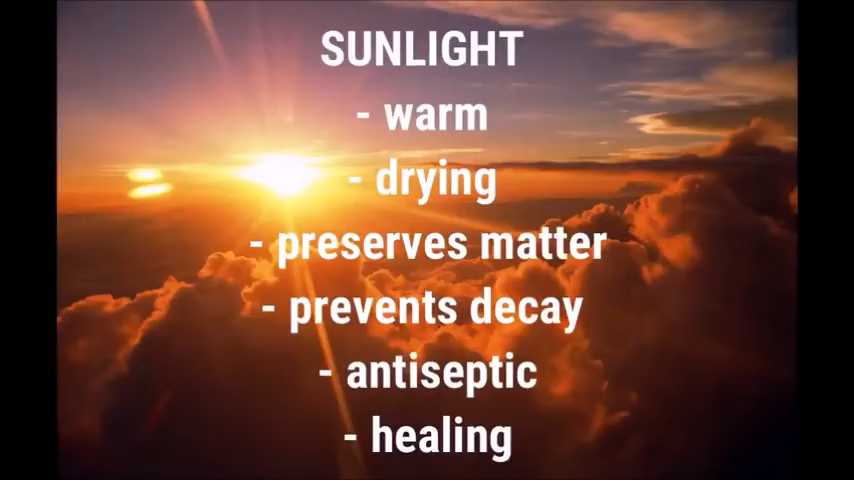 SUNLIGHT
- warm
- drying
- preserves matter
- prevents decay
- antiseptic
- healing